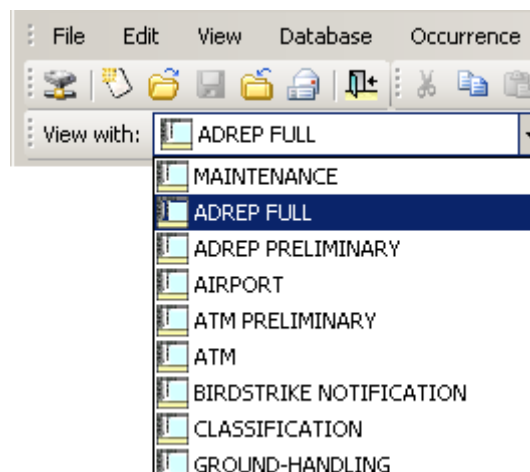 File Edit View Database Occurrence
View with: ADREP FULL
MAINTENANCE
ADREP FULL
ADREP PRELIMINARY
AIRPORT
ATM PRELIMINARY
ATM
BIRDSTRIKE NOTIFICATION
CLASSIFICATION
GROUND-HANDLING